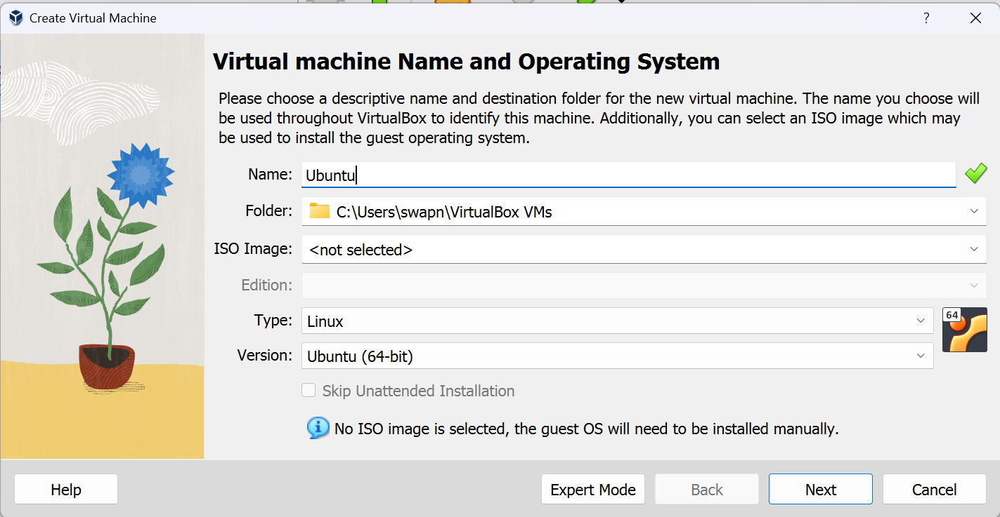 Create Virtual Machine
?
Virtual machine Name and Operating System
Please choose a descriptive name and destination folder for the new virtual machine. The name you choose will
be used throughout VirtualBox to identify this machine. Additionally, you can select an ISO image which may
be used to install the guest operating system.
Name: Ubuntu
Folder: C:\Users\swapn\VirtualBox VMs
ISO Image: <not selected>
Edition:
Type: Linux
64
Version: Ubuntu (64-bit)
Skip Unattended Installation
No ISO image is selected, the guest OS will need to be installed manually.
Help Expert Mode Back Next Cancel